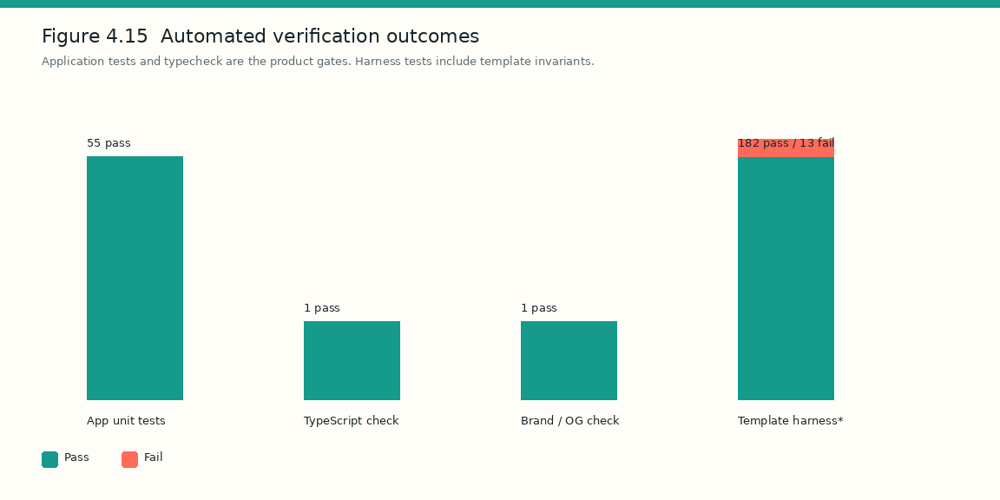 Figure 4.15  Automated verification outcomes
Application tests and typecheck are the product gates. Harness tests include template invariants.
55 pass
1 pass
1 pass
182 pass / 13 fail
App unit tests
TypeScript check
Brand / OG check
Template harness*
Pass
Fail